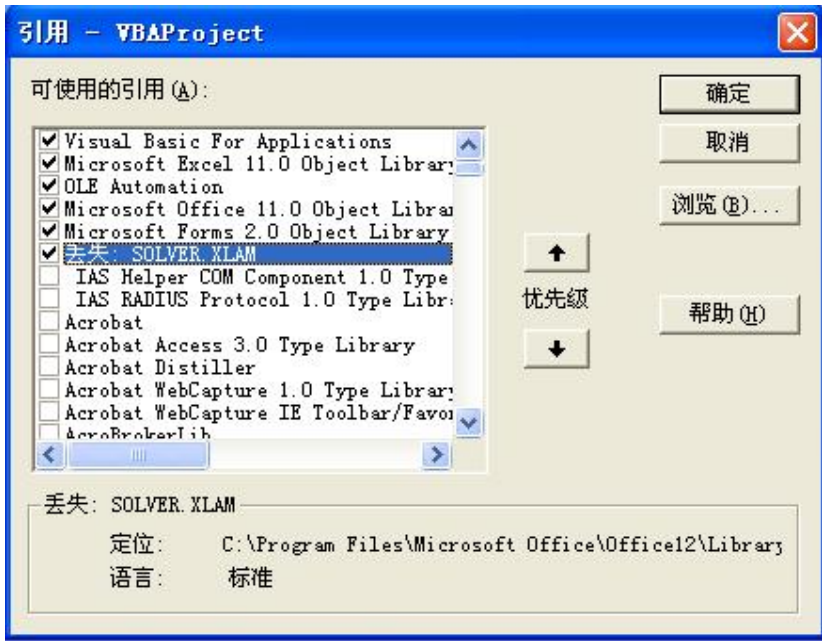 引用 - VBAProject
可使用的引用(A):
确定
取消
浏览(B)...
帮助(H)
Visual Basic For Applications
Microsoft Excel 11.0 Object Library
OLE Automation
Microsoft Office 11.0 Object Librar
Microsoft Forms 2.0 Object Library
丢失: SOLVER.XLAM
IAS Helper COM Component 1.0 Type
IAS RADIUS Protocol 1.0 Type Libr
Acrobat
Acrobat Access 3.0 Type Library
Acrobat Distiller
Acrobat WebCapture 1.0 Type Library
Acrobat WebCapture IE Toolbar/Favo
AcroBrokerLib
优先级
丢失: SOLVER.XLAM
定位: C:\Program Files\Microsoft Office\Office12\Library
语言: 标准